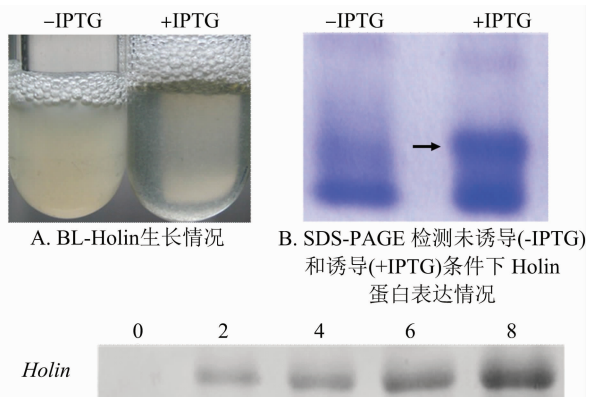 –IPTG +IPTG –IPTG +IPTG
A. BL-Holin生长情况
B. SDS-PAGE 检测未诱导(-IPTG)
和诱导(+IPTG)条件下 Holin
蛋白表达情况
0 2 4 6 8
Holin